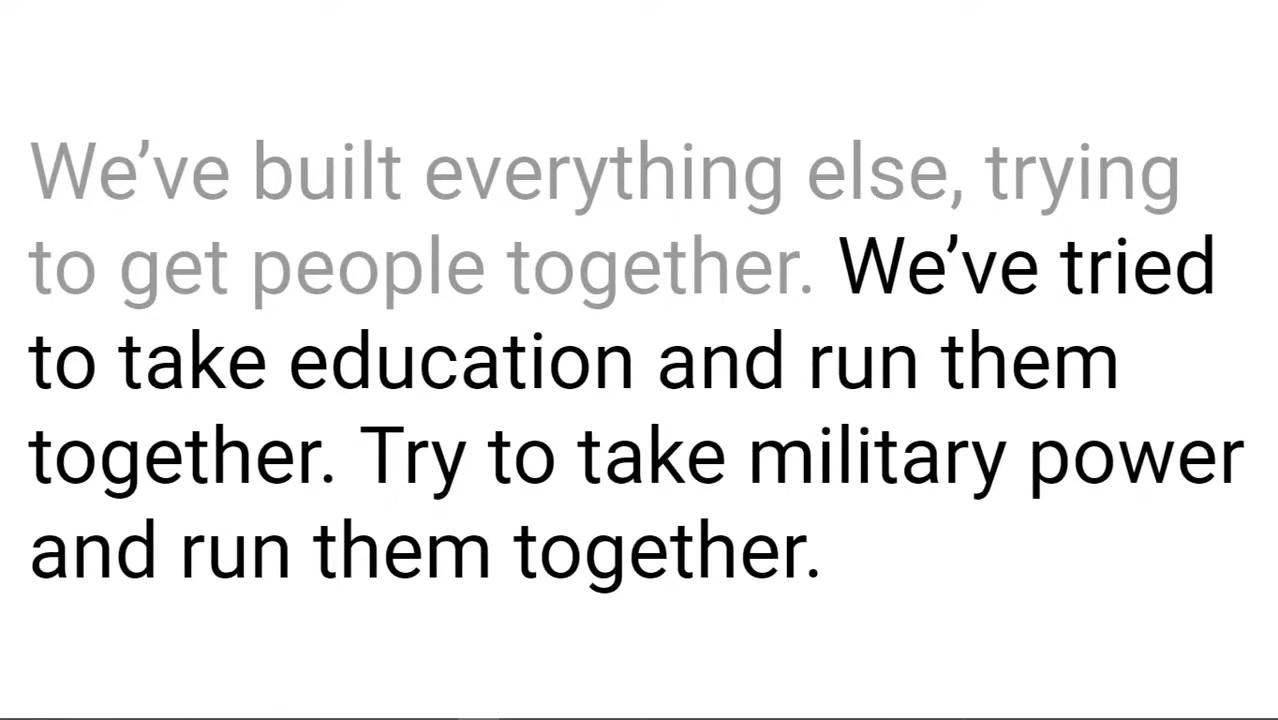 We’ve built everything else, trying
to get people together. We’ve tried
to take education and run them
together. Try to take military power
and run them together.